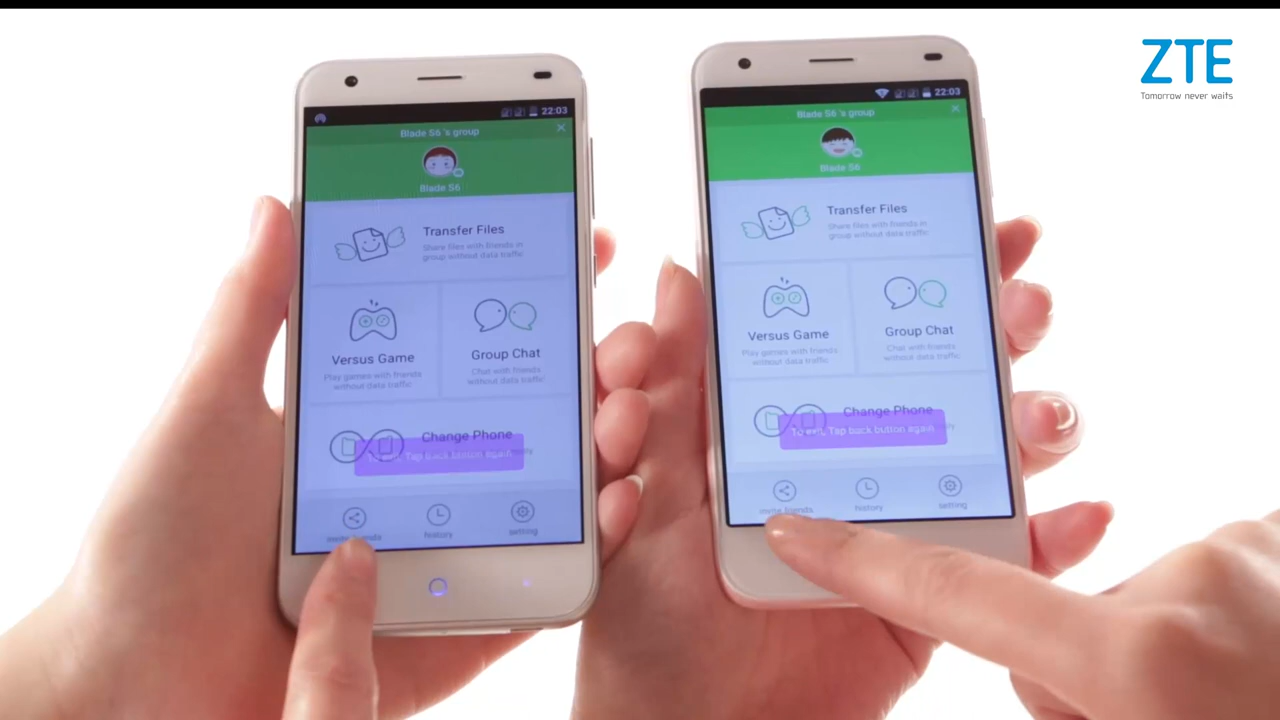 ZTE
Tomorrow never waits
22:03
Blade S6 's group
Blade S6
Transfer Files
Share files with friends in
group without data traffic
Versus Game
Play games with friends
without data traffic
Group Chat
Chat with friends
without data traffic
Change Phone
To exit, Tap back button again
invite friends
history
setting
22:03
Blade S6 's group
Blade S6
Transfer Files
Share files with friends in
group without data traffic
Versus Game
Play games with friends
without data traffic
Group Chat
Chat with friends
without data traffic
Change Phone
To exit, Tap back button again
invite friends
history
setting